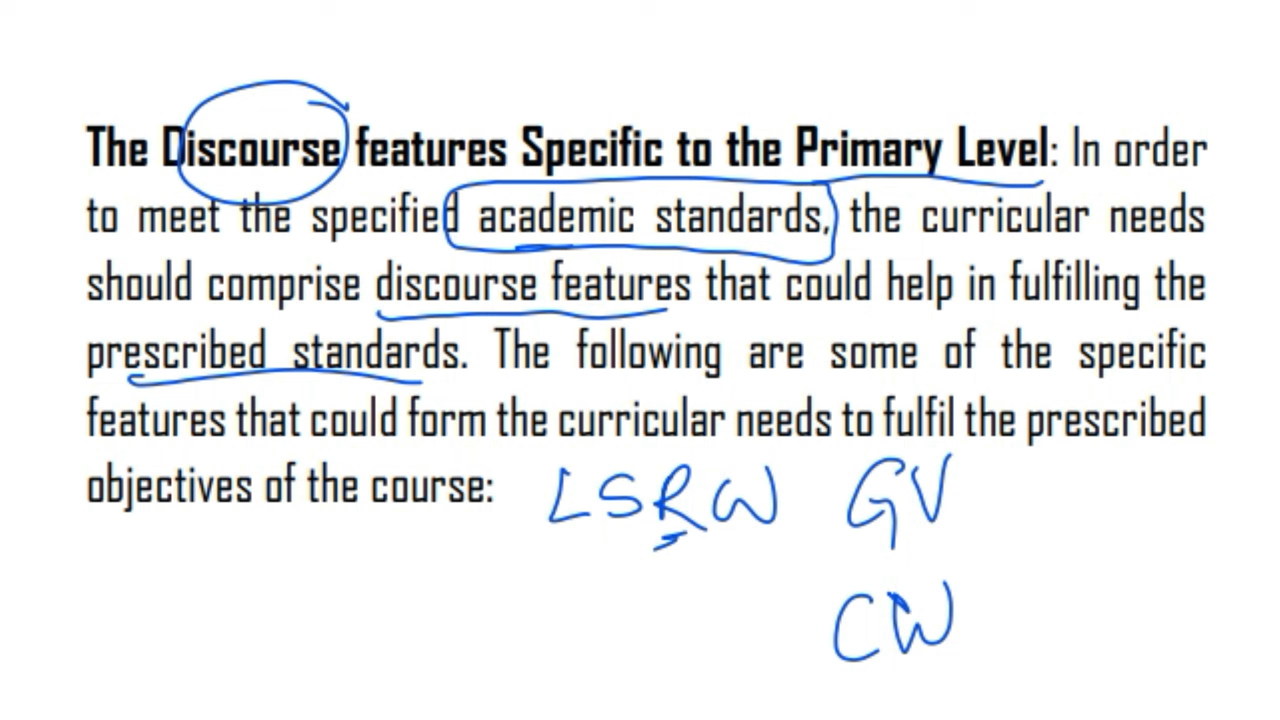 The Discourse features Specific to the Primary Level: In order
to meet the specified academic standards, the curricular needs
should comprise discourse features that could help in fulfilling the
prescribed standards. The following are some of the specific
features that could form the curricular needs to fulfil the prescribed
objectives of the course: LSRW GV
CW